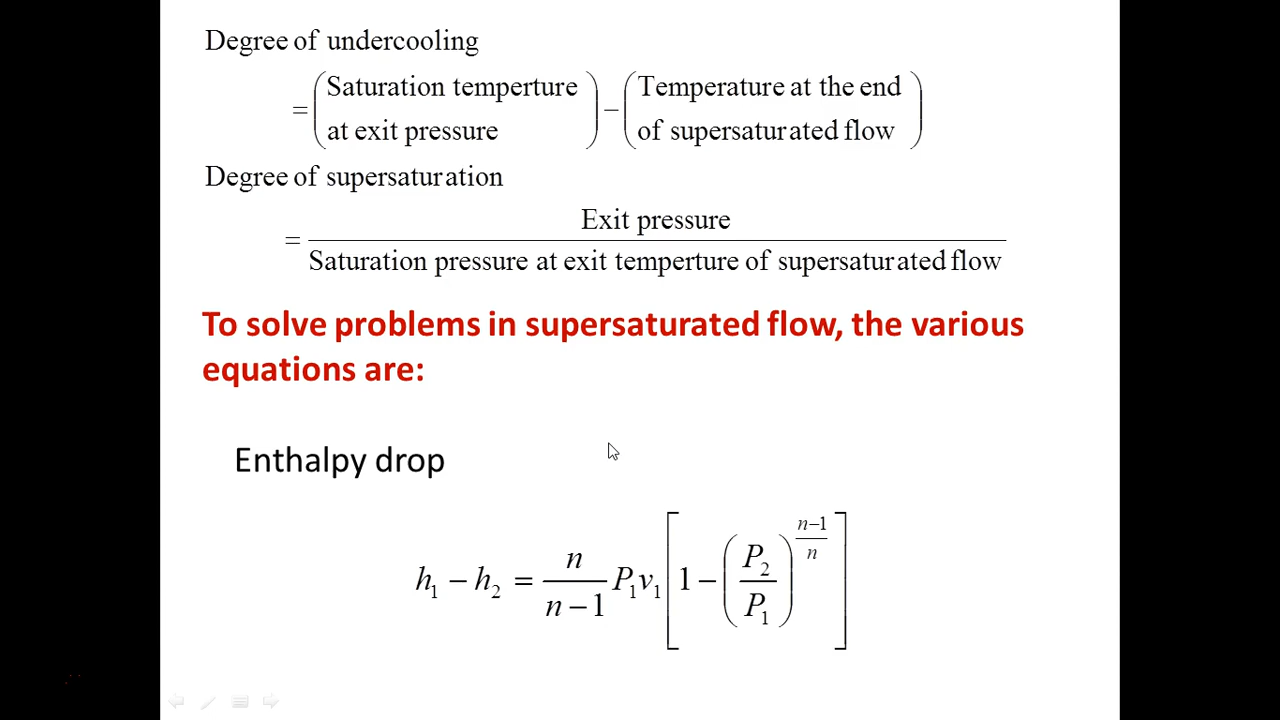 Degree of undercooling
= (Saturation temperture at exit pressure) − (Temperature at the end of supersaturated flow)
Degree of supersaturation
= Exit pressure / Saturation pressure at exit temperture of supersaturated flow
To solve problems in supersaturated flow, the various
equations are:
Enthalpy drop
h₁ − h₂ = n/(n−1) P₁v₁ [1 − (P₂/P₁)^((n−1)/n)]